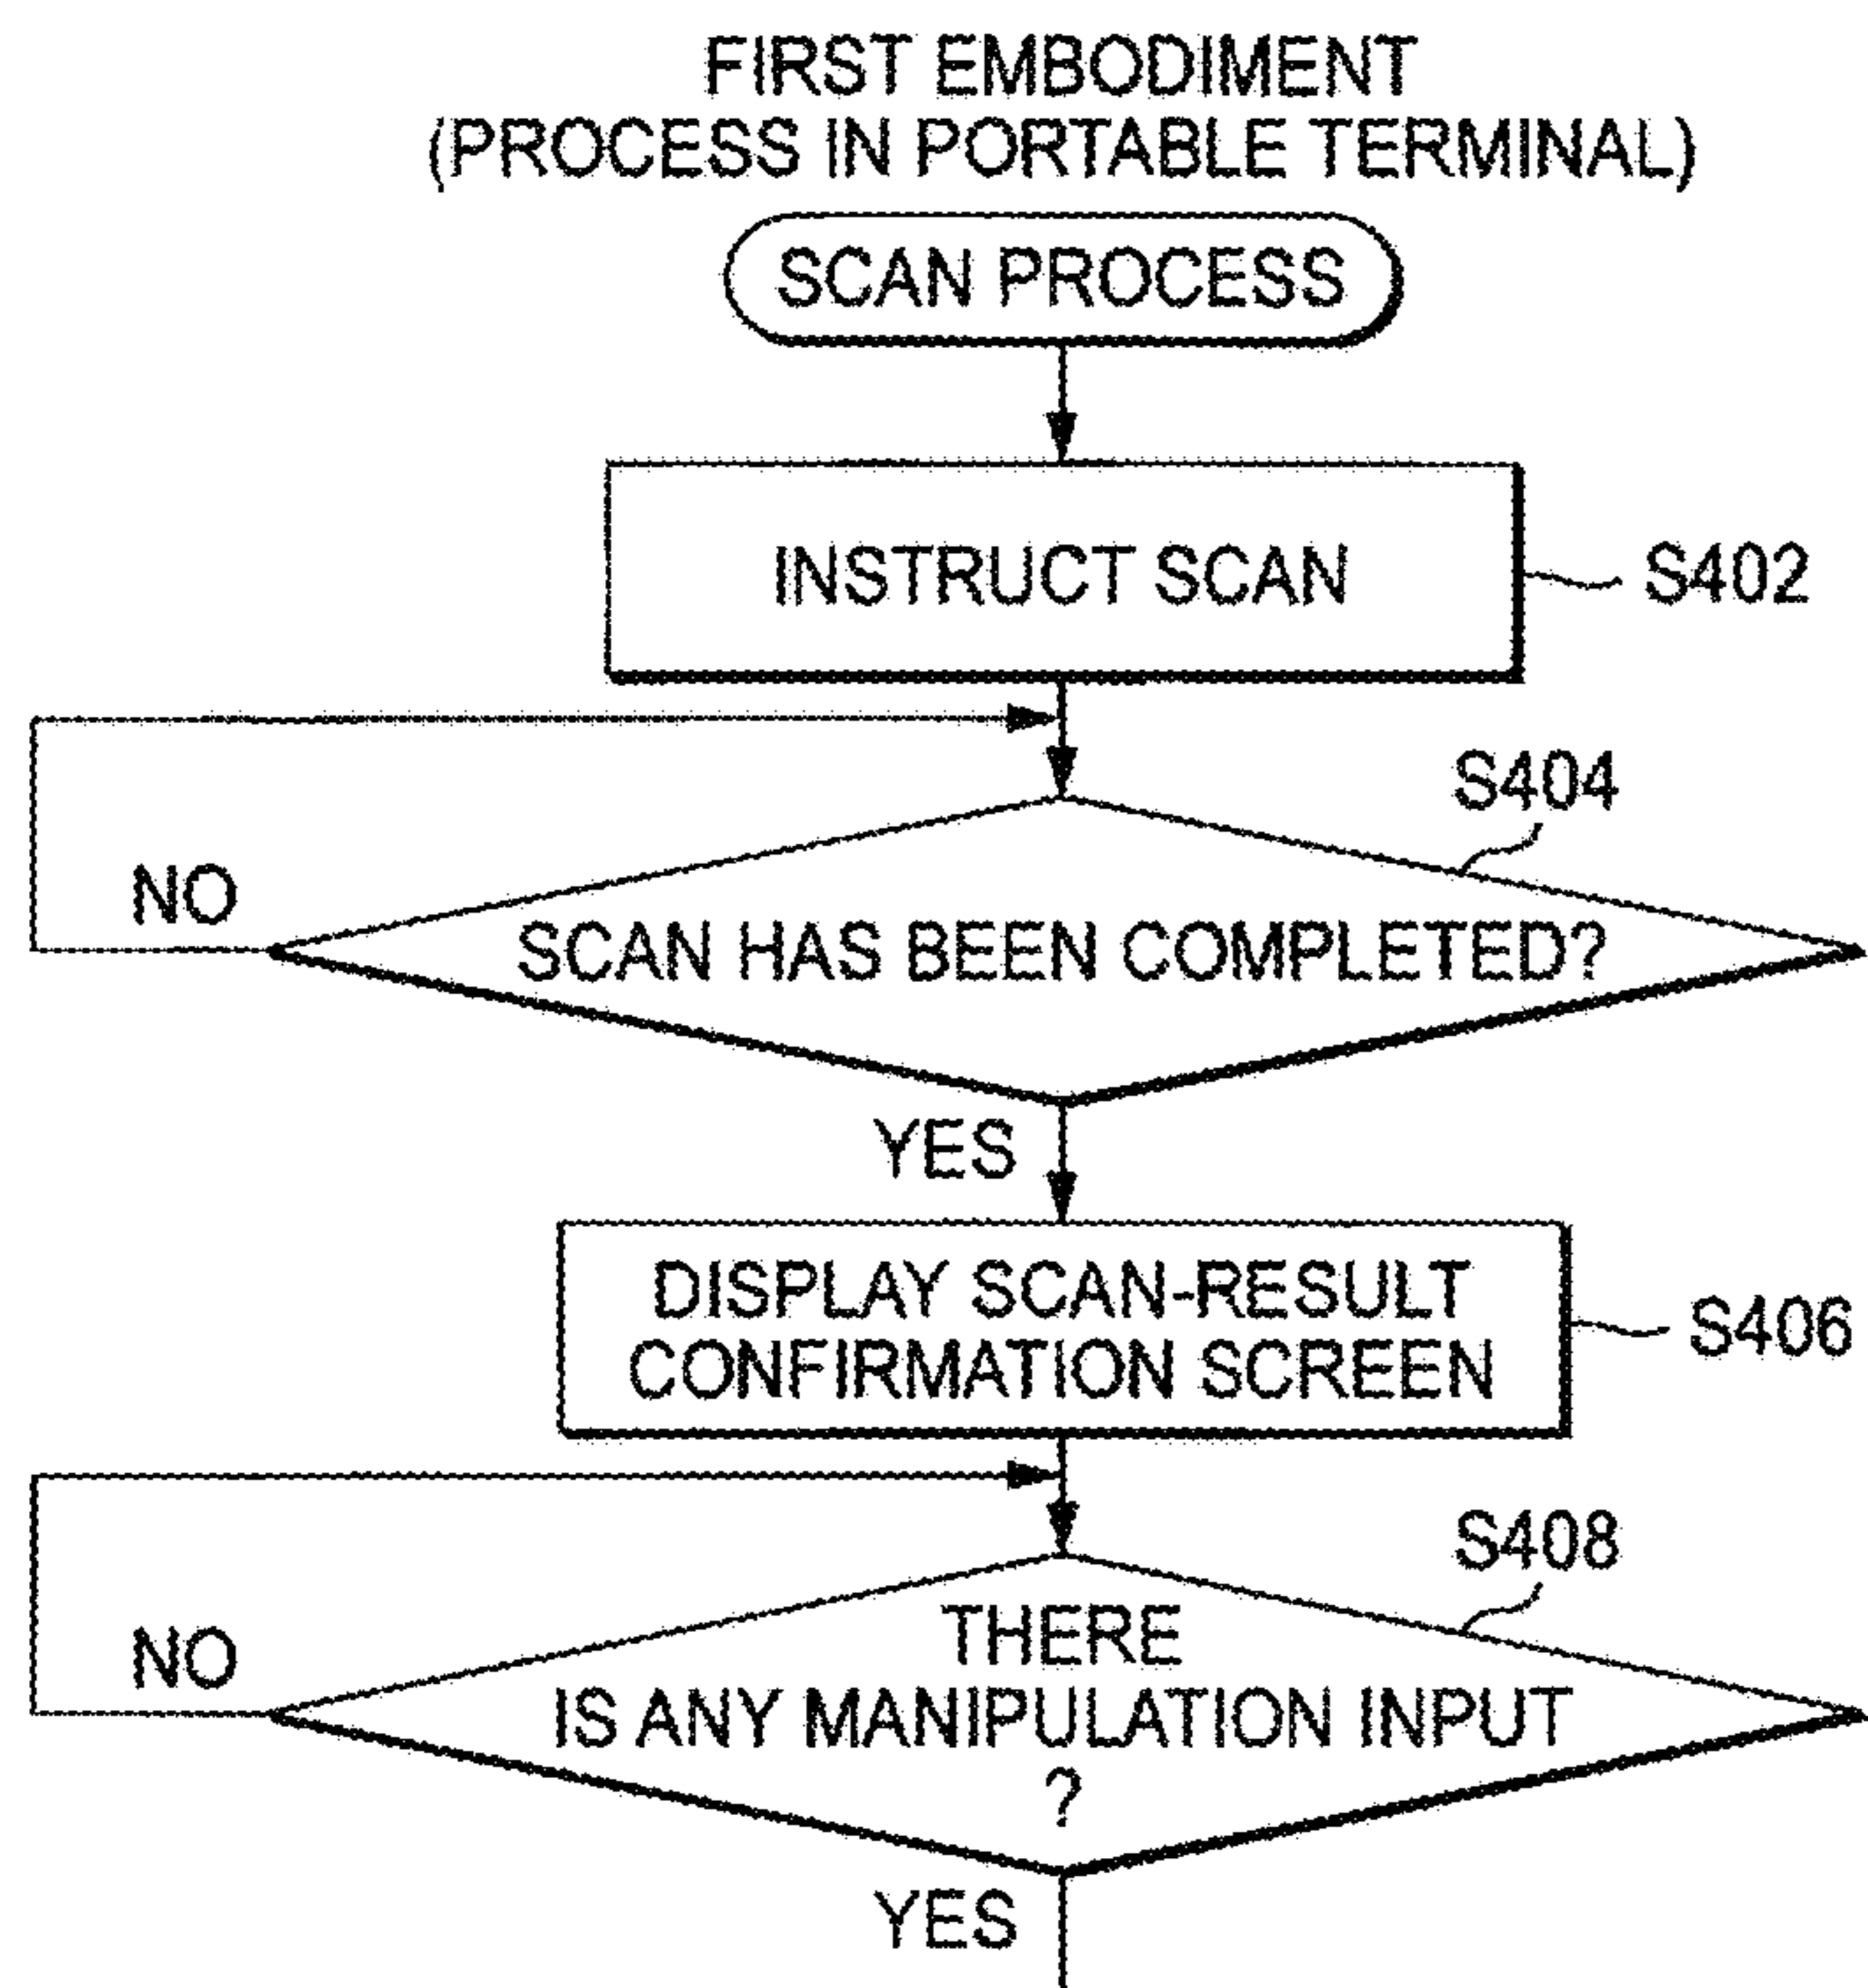 FIRST EMBODIMENT
(PROCESS IN PORTABLE TERMINAL)
SCAN PROCESS
INSTRUCT SCAN
S402
S404
NO
SCAN HAS BEEN COMPLETED?
YES
DISPLAY SCAN-RESULT
CONFIRMATION SCREEN
S406
S408
THERE
NO
IS ANY MANIPULATION INPUT
?
YES